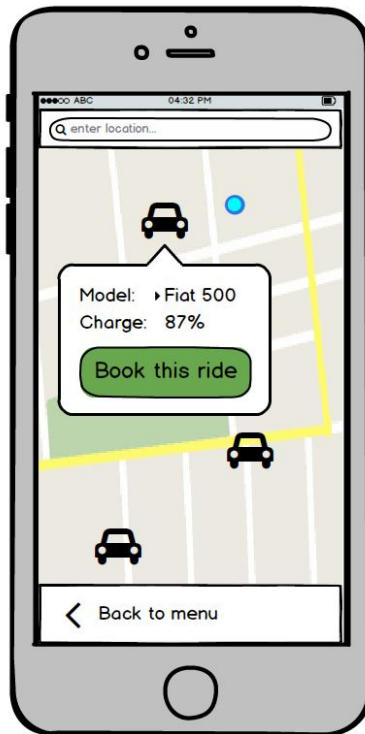 ABC 04:32 PM
enter location...
Model: Fiat 500
Charge: 87%
Book this ride
Back to menu